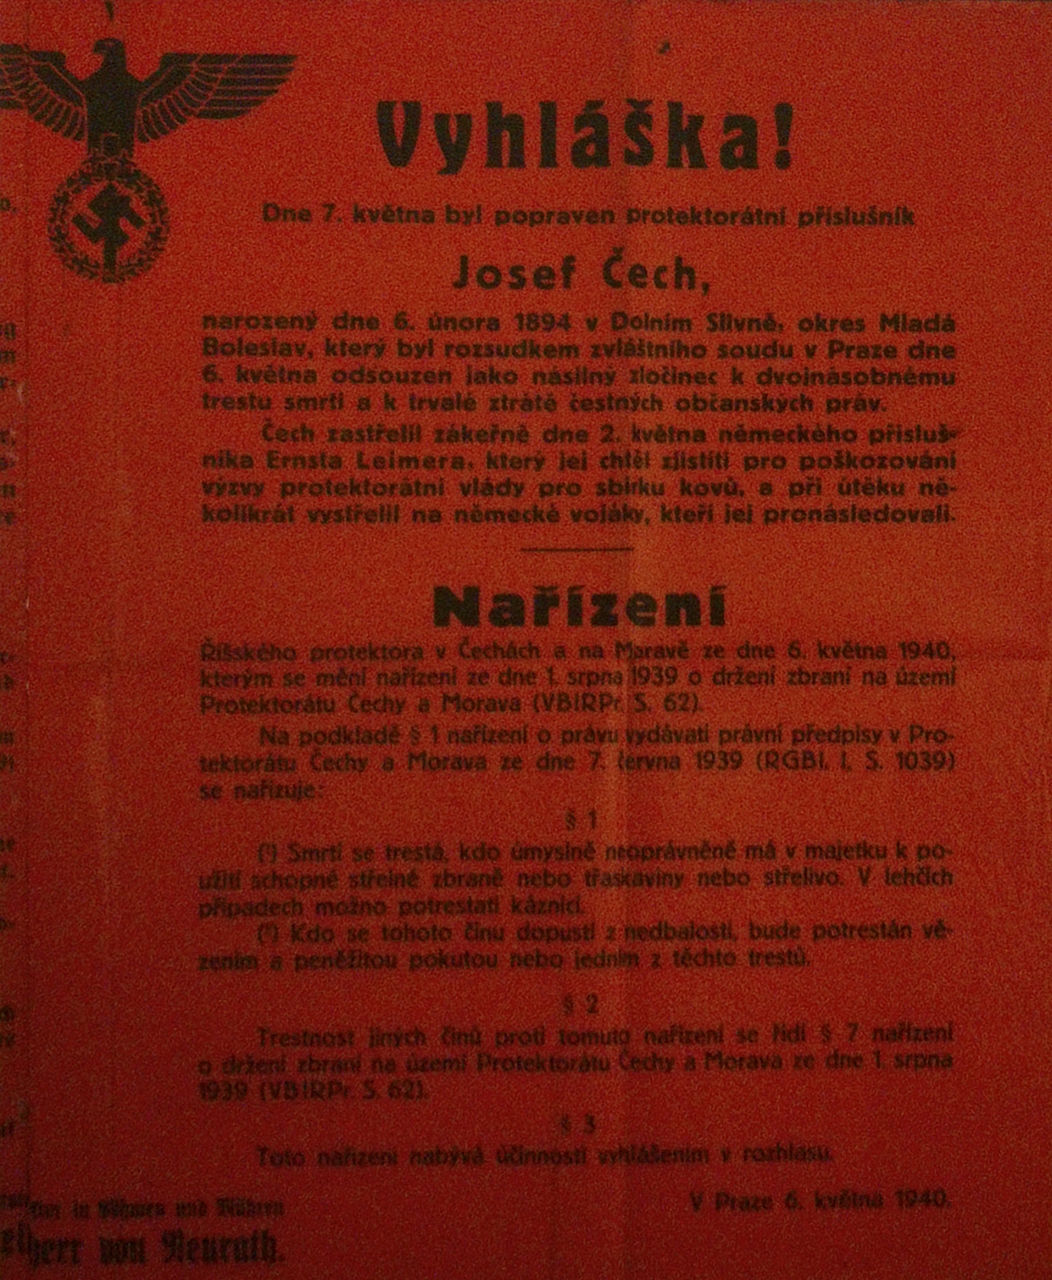 Vyhláška!
Dne 7. května byl popraven protektorátní příslušník
Josef Čech,
narozený dne 6. února 1894 v Dolním Slivně, okres Mladá
Boleslav, který byl rozsudkem zvláštního soudu v Praze dne
6. května odsouzen jako násilný zločinec k dvojnásobnému
trestu smrti a k trvalé ztrátě čestných občanských práv.
Čech zastřelil zákeřně dne 2. května německého přísluš-
níka Ernsta Leimera, který jej chtěl zjistiti pro poškozování
výzvy protektorátní vlády pro sbírku kovů, a při útěku ně-
kolikrát vystřelil na německé vojáky, kteří jej pronásledovali.
Nařízení
Říšského protektora v Čechách a na Moravě ze dne 6. května 1940,
kterým se mění nařízení ze dne 1. srpna 1939 o držení zbraní na území
Protektorátu Čechy a Morava (VBlRPr. S. 62).
Na podkladě § 1 nařízení o právu vydávati právní předpisy v Pro-
tektorátu Čechy a Morava ze dne 7. června 1939 (RGBl. I. S. 1039)
se nařizuje:
§ 1
(¹) Smrtí se trestá, kdo úmyslně neoprávněně má v majetku k po-
užití schopné střelné zbraně nebo třaskaviny nebo střelivo. V lehčích
případech možno potrestati káznicí.
(²) Kdo se tohoto činu dopustí z nedbalosti, bude potrestán vě-
zením a peněžitou pokutou nebo jedním z těchto trestů.
§ 2
Trestnost jiných činů proti tomuto nařízení se řídí § 7 nařízení
o držení zbraní na území Protektorátu Čechy a Morava ze dne 1. srpna
1939 (VBlRPr. S. 62).
§ 3
Toto nařízení nabývá účinnosti vyhlášením v rozhlasu.
V Praze 6. května 1940.
in Böhmen und Mähren
herr von Neurath.